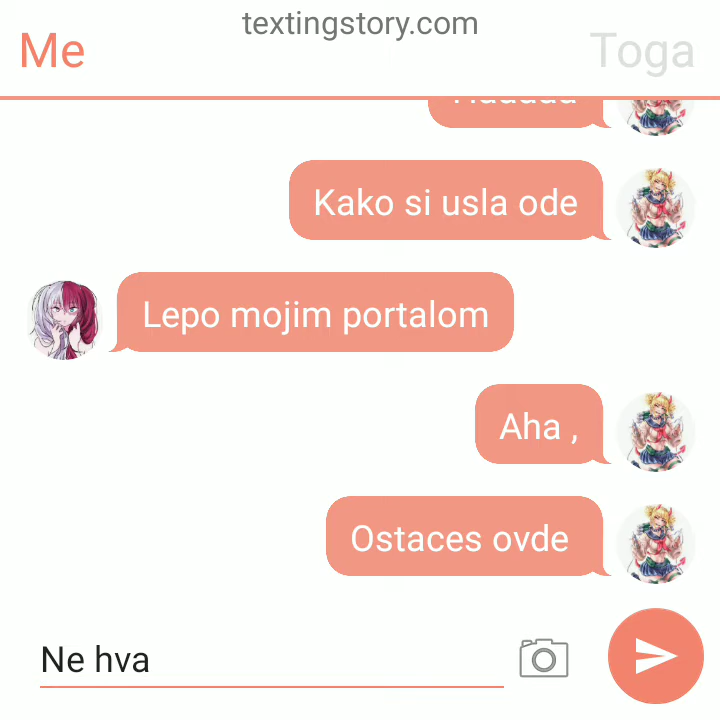 textingstory.com
Me
Toga
Kako si usla ode
Lepo mojim portalom
Aha ,
Ostaces ovde
Ne hva